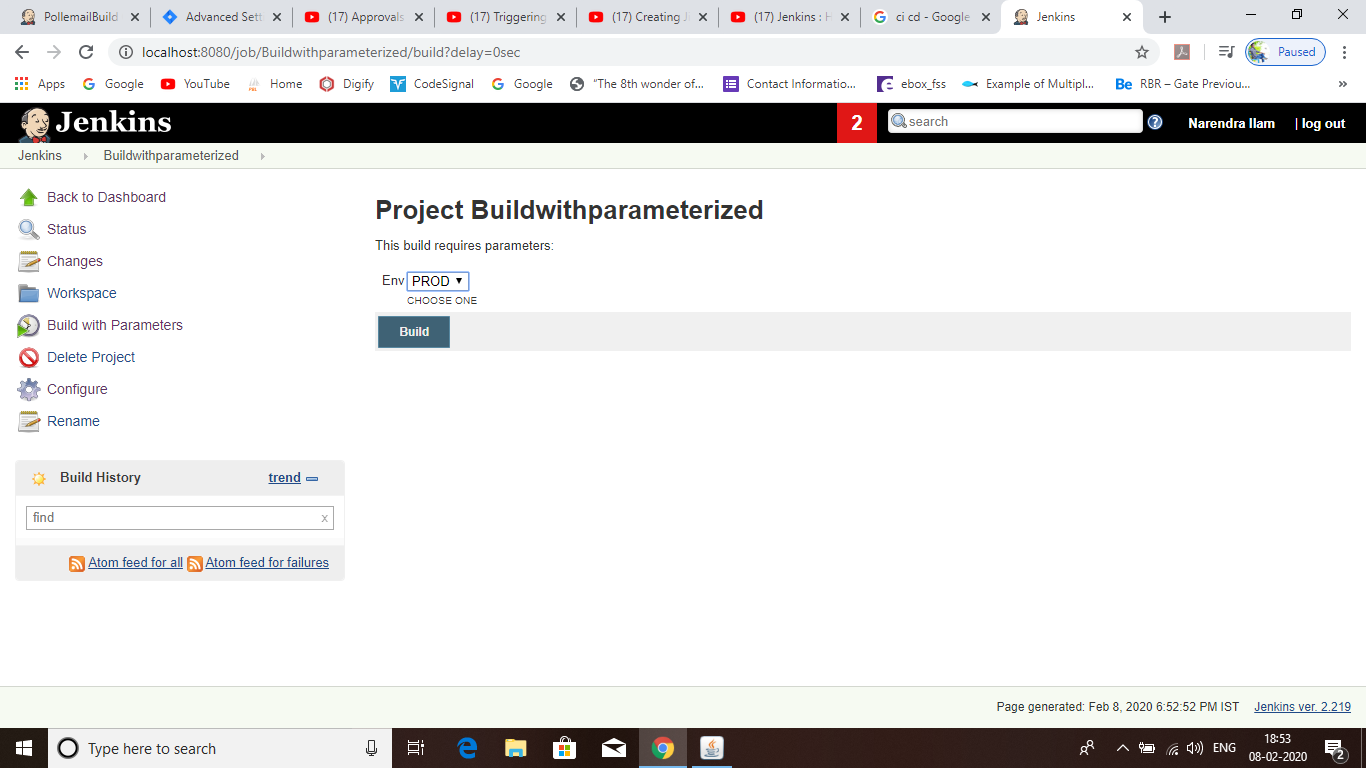 PollemailBuild
Advanced Sett
(17) Approvals
(17) Triggering
(17) Creating J
(17) Jenkins : H
ci cd - Google
Jenkins
localhost:8080/job/Buildwithparameterized/build?delay=0sec
Paused
Apps
Google
YouTube
Home
Digify
CodeSignal
Google
“The 8th wonder of...
Contact Informatio...
ebox_fss
Example of Multipl...
Be
RBR – Gate Previou...
»
Jenkins
2
search
Narendra Ilam
| log out
Jenkins
Buildwithparameterized
Back to Dashboard
Status
Changes
Workspace
Build with Parameters
Delete Project
Configure
Rename
Build History
trend
find
x
Atom feed for all
Atom feed for failures
Project Buildwithparameterized
This build requires parameters:
Env PROD
CHOOSE ONE
Build
Page generated: Feb 8, 2020 6:52:52 PM IST
Jenkins ver. 2.219
Type here to search
ENG
18:53
08-02-2020
2